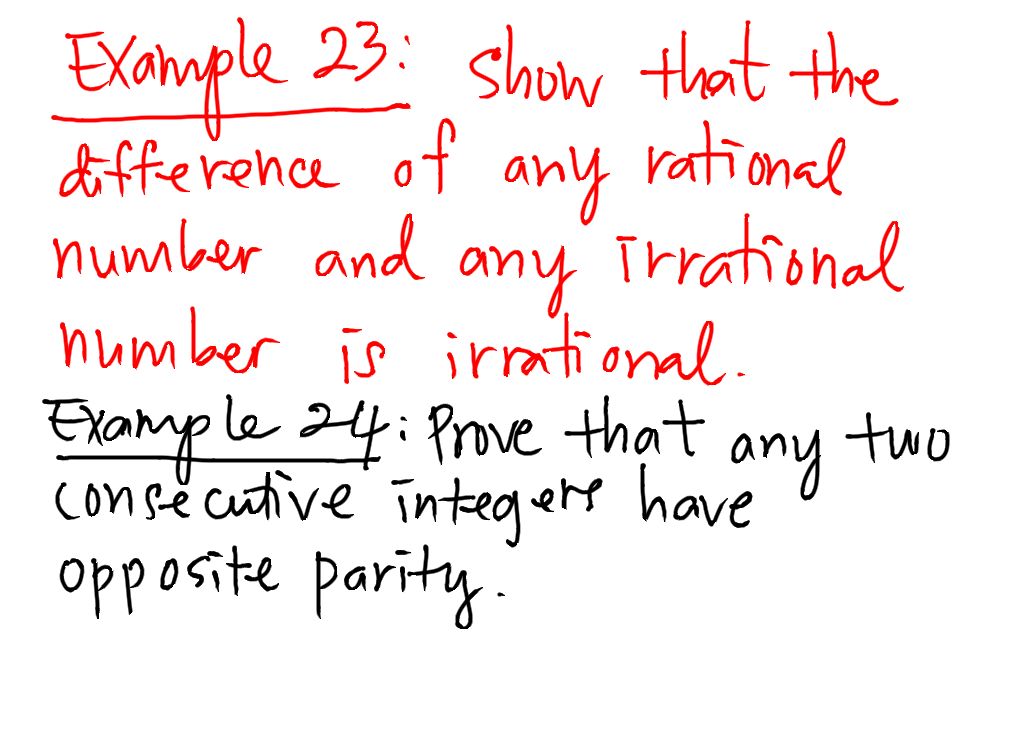 Example 23: Show that the
difference of any rational
number and any irrational
number is irrational.
Example 24: Prove that any two
consecutive integers have
opposite parity.